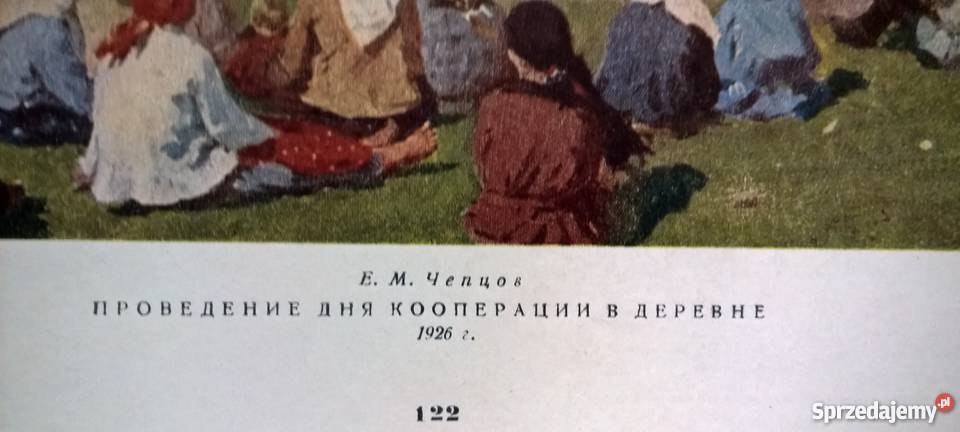 Е. М. Чепцов
ПРОВЕДЕНИЕ ДНЯ КООПЕРАЦИИ В ДЕРЕВНЕ
1926 г.
122
Sprzedajemy.pl